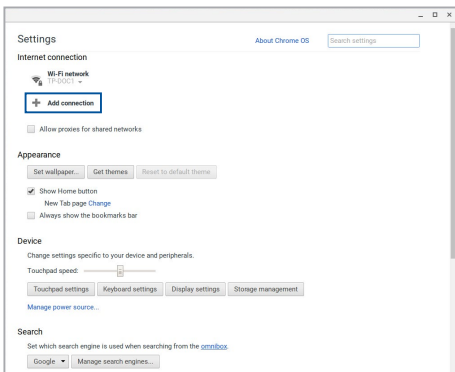 Settings
About Chrome OS
Search settings
Internet connection
Wi-Fi network
TP-DOCT
Add connection
Allow proxies for shared networks
Appearance
Set wallpaper... Get themes Reset to default theme
Show Home button
New Tab page Change
Always show the bookmarks bar
Device
Change settings specific to your device and peripherals.
Touchpad speed:
Touchpad settings Keyboard settings Display settings Storage management
Manage power source...
Search
Set which search engine is used when searching from the omnibox.
Google Manage search engines...